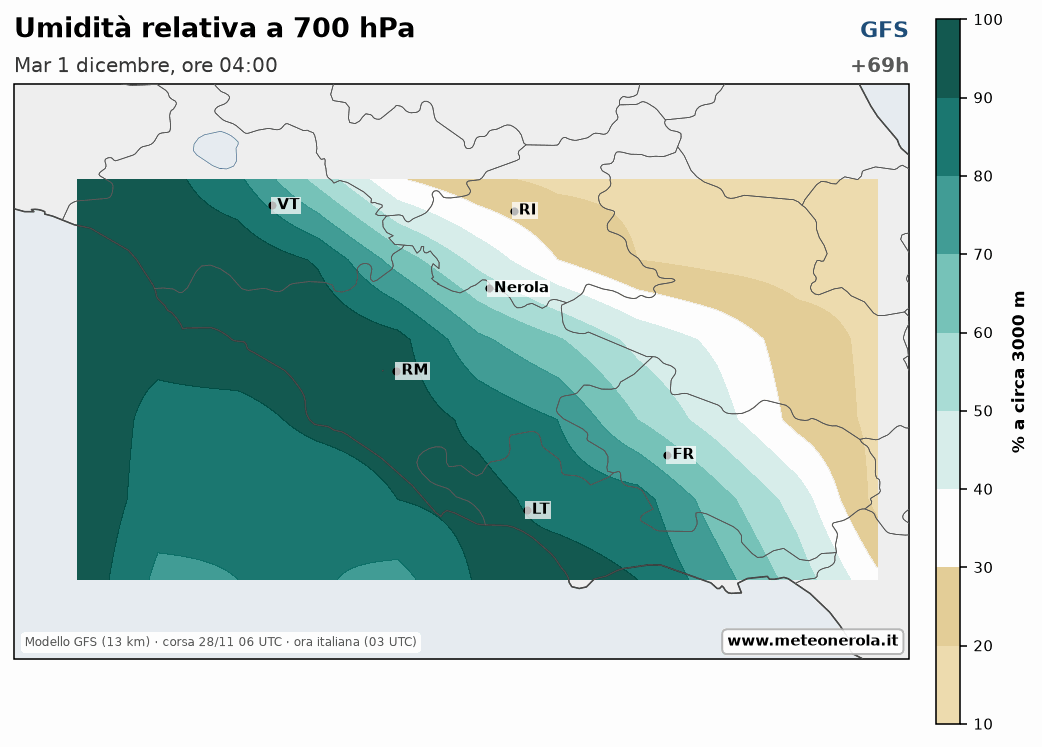 Umidità relativa a 700 hPa
GFS
Mar 1 dicembre, ore 04:00
+69h
VT
RI
Nerola
RM
FR
LT
Modello GFS (13 km) · corsa 28/11 06 UTC · ora italiana (03 UTC)
www.meteonerola.it
100
90
80
70
60
50
40
30
20
10
% a circa 3000 m